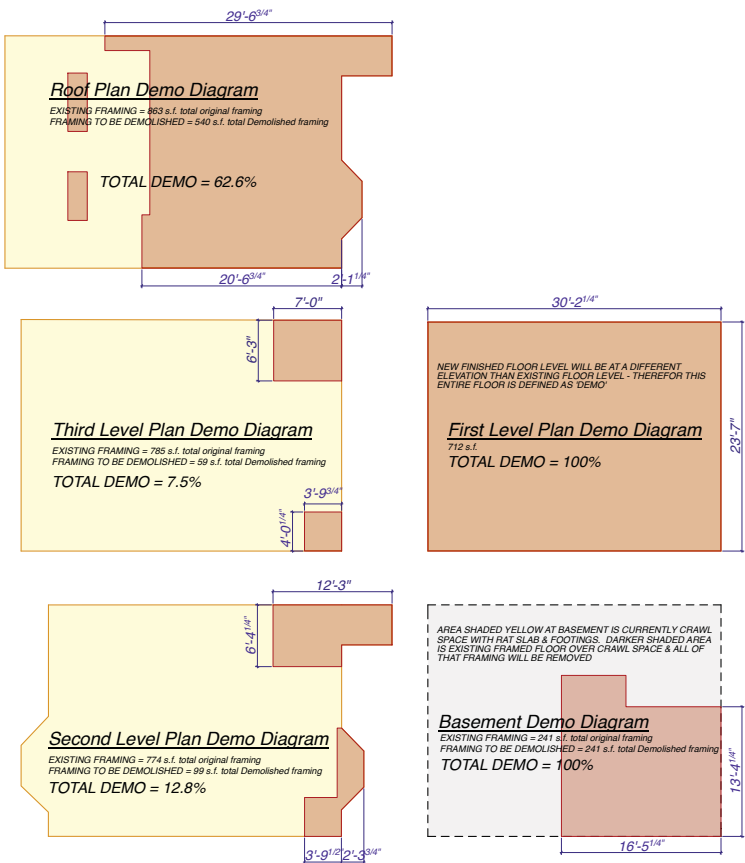 29'-6 3/4"
Roof Plan Demo Diagram
EXISTING FRAMING = 863 s.f. total original framing
FRAMING TO BE DEMOLISHED = 540 s.f. total Demolished framing
TOTAL DEMO = 62.6%
20'-6 3/4"
2'-1 1/4"
7'-0"
6'-3"
Third Level Plan Demo Diagram
EXISTING FRAMING = 785 s.f. total original framing
FRAMING TO BE DEMOLISHED = 59 s.f. total Demolished framing
TOTAL DEMO = 7.5%
3'-9 3/4"
4'-0 1/4"
30'-2 1/4"
NEW FINISHED FLOOR LEVEL WILL BE AT A DIFFERENT
ELEVATION THAN EXISTING FLOOR LEVEL - THEREFOR THIS
ENTIRE FLOOR IS DEFINED AS 'DEMO'
First Level Plan Demo Diagram
712 s.f.
TOTAL DEMO = 100%
23'-7"
12'-3"
6'-4 1/4"
Second Level Plan Demo Diagram
EXISTING FRAMING = 774 s.f. total original framing
FRAMING TO BE DEMOLISHED = 99 s.f. total Demolished framing
TOTAL DEMO = 12.8%
3'-9 1/2"
2'-3 3/4"
AREA SHADED YELLOW AT BASEMENT IS CURRENTLY CRAWL
SPACE WITH RAT SLAB & FOOTINGS. DARKER SHADED AREA
IS EXISTING FRAMED FLOOR OVER CRAWL SPACE & ALL OF
THAT FRAMING WILL BE REMOVED
Basement Demo Diagram
EXISTING FRAMING = 241 s.f. total original framing
FRAMING TO BE DEMOLISHED = 241 s.f. total Demolished framing
TOTAL DEMO = 100%
13'-4 1/4"
16'-5 1/4"